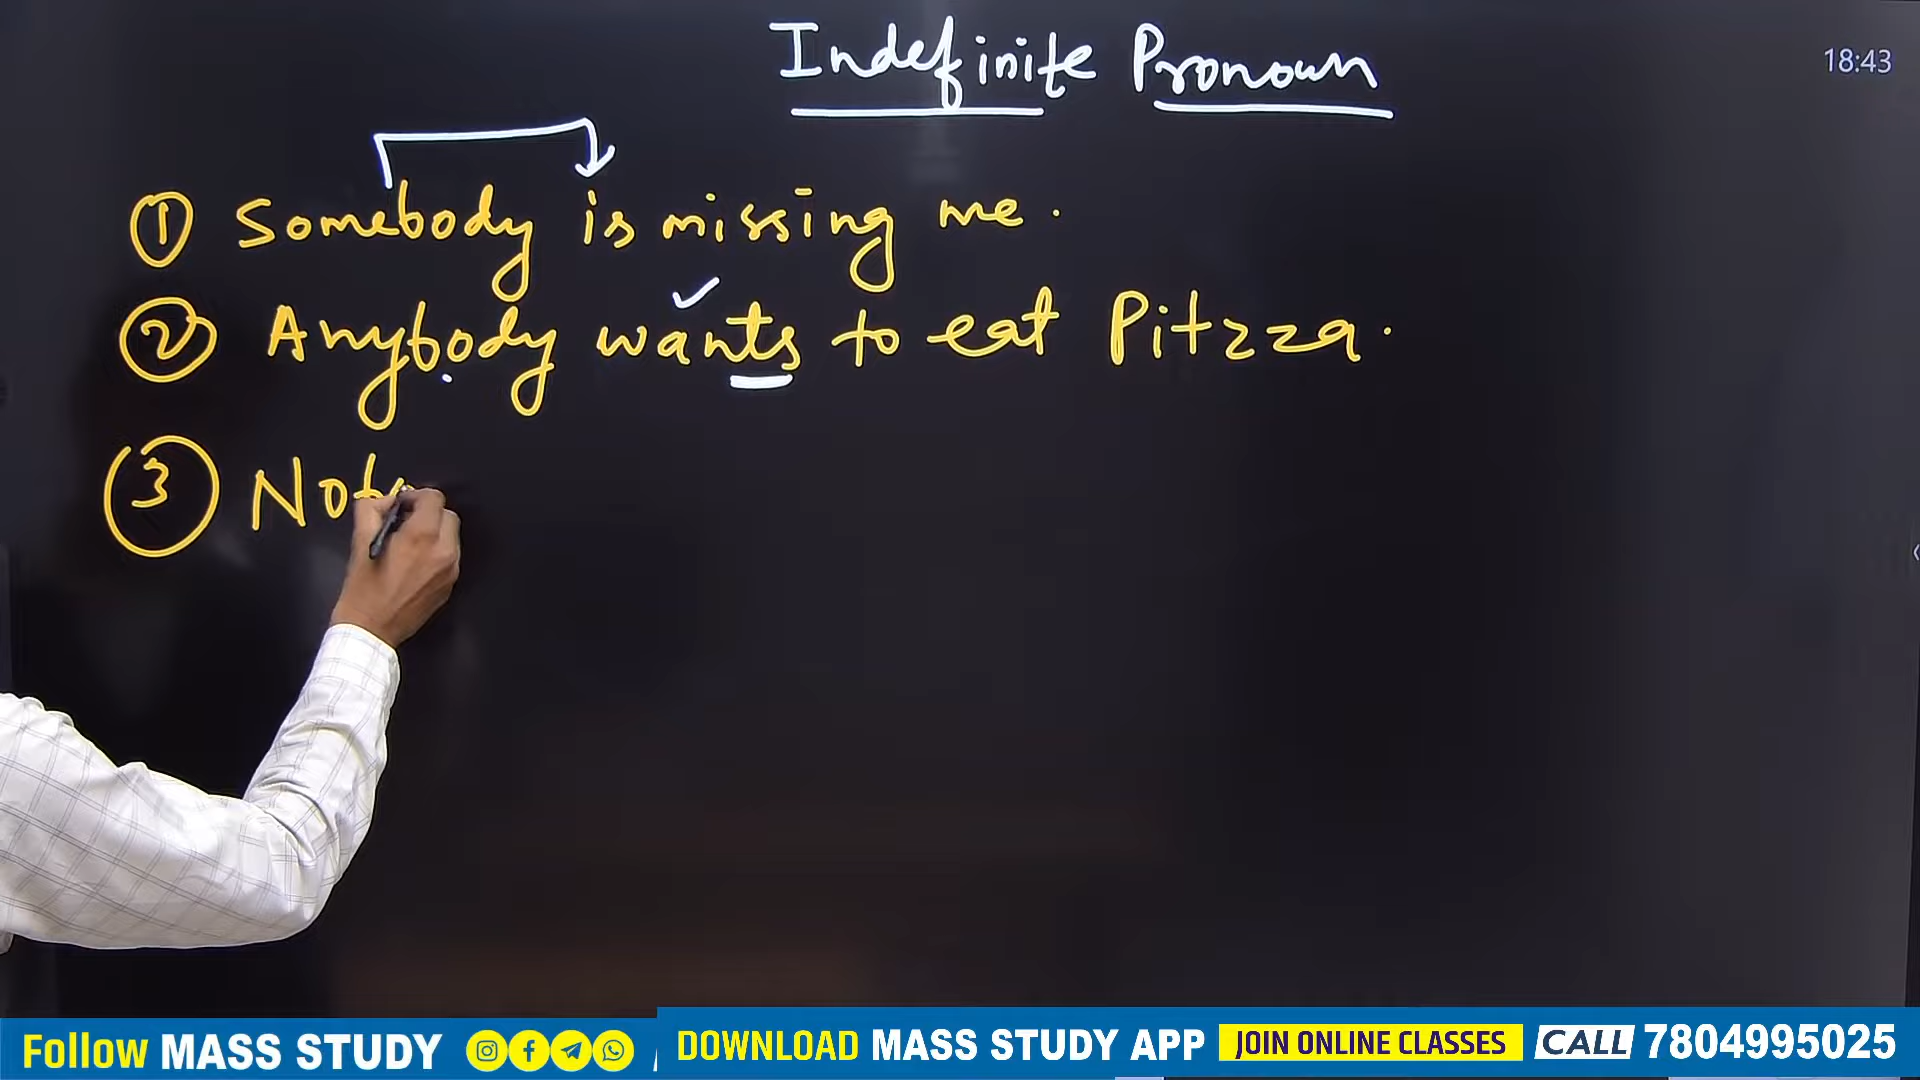 Indefinite Pronoun
18:43
① Somebody is missing me.
② Anybody wants to eat Pitzza.
③ No
Follow MASS STUDY
DOWNLOAD MASS STUDY APP JOIN ONLINE CLASSES CALL 7804995025